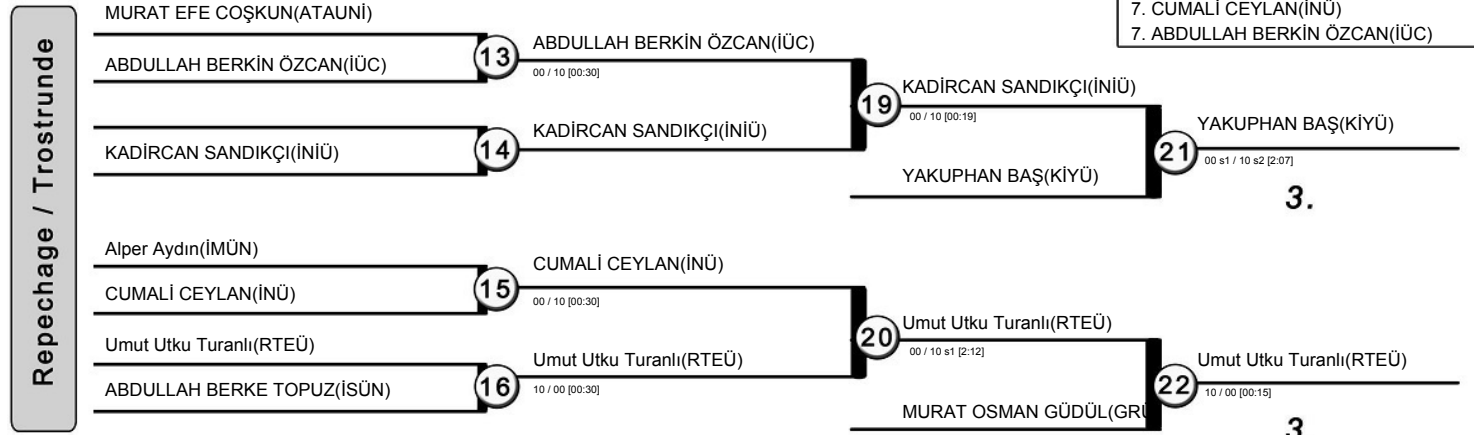 Repechage / Trostrunde
MURAT EFE COŞKUN(ATAUNİ)
ABDULLAH BERKİN ÖZCAN(İÜC)
KADİRCAN SANDIKÇI(İNİÜ)
Alper Aydın(İMÜN)
CUMALİ CEYLAN(İNÜ)
Umut Utku Turanlı(RTEÜ)
ABDULLAH BERKE TOPUZ(İSÜN)
13
14
15
16
ABDULLAH BERKİN ÖZCAN(İÜC)
00 / 10 [00:30]
KADİRCAN SANDIKÇI(İNİÜ)
CUMALİ CEYLAN(İNÜ)
00 / 10 [00:30]
Umut Utku Turanlı(RTEÜ)
10 / 00 [00:30]
19
20
KADİRCAN SANDIKÇI(İNİÜ)
00 / 10 [00:19]
YAKUPHAN BAŞ(KİYÜ)
Umut Utku Turanlı(RTEÜ)
00 / 10 s1 [2:12]
MURAT OSMAN GÜDÜL(GRÜ
21
22
YAKUPHAN BAŞ(KİYÜ)
00 s1 / 10 s2 [2:07]
3.
Umut Utku Turanlı(RTEÜ)
10 / 00 [00:15]
3
7. CUMALİ CEYLAN(İNÜ)
7. ABDULLAH BERKİN ÖZCAN(İÜC)